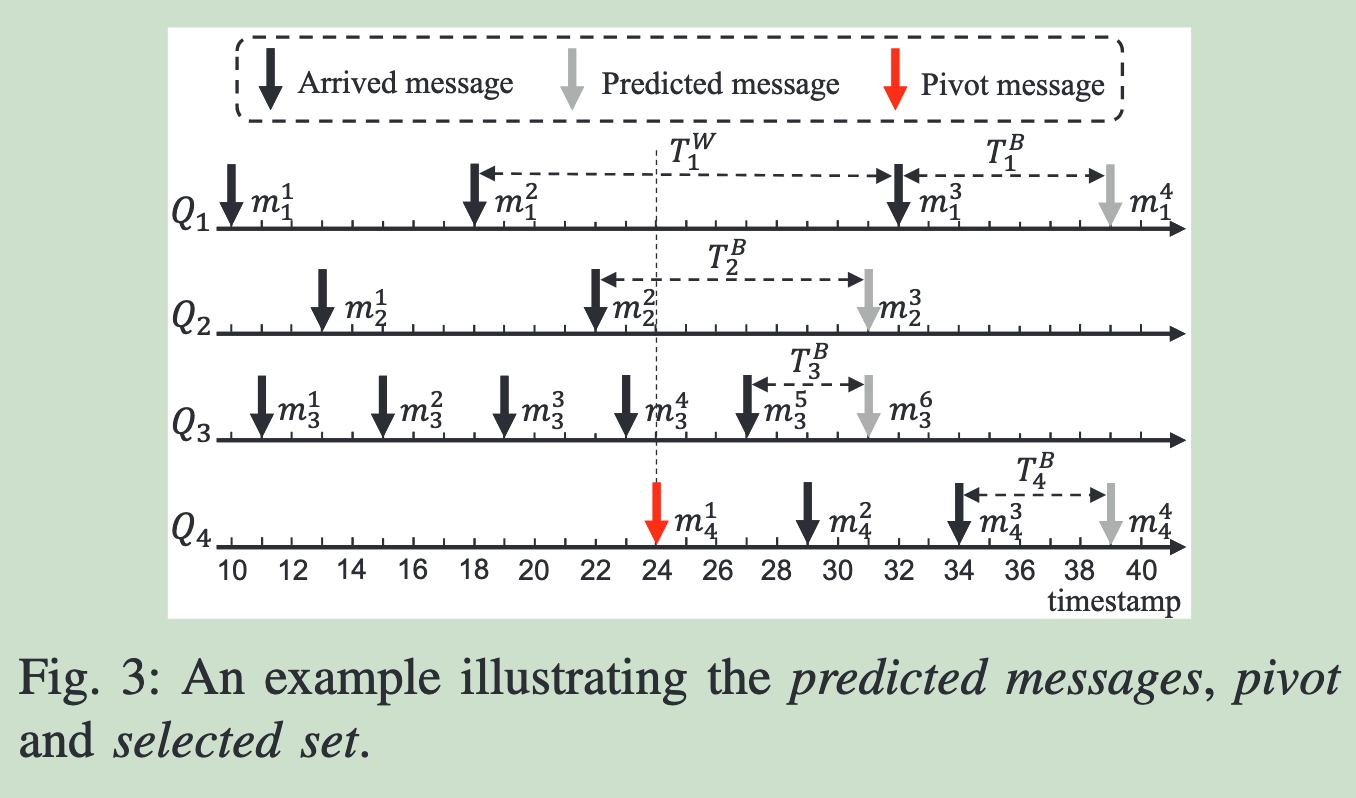 Arrived message Predicted message Pivot message
T_1^W T_1^B
Q_1 m_1^1 m_1^2 m_1^3 m_1^4
T_2^B
Q_2 m_2^1 m_2^2 m_2^3
T_3^B
Q_3 m_3^1 m_3^2 m_3^3 m_3^4 m_3^5 m_3^6
T_4^B
Q_4 m_4^1 m_4^2 m_4^3 m_4^4
10 12 14 16 18 20 22 24 26 28 30 32 34 36 38 40
timestamp
Fig. 3: An example illustrating the predicted messages, pivot
and selected set.